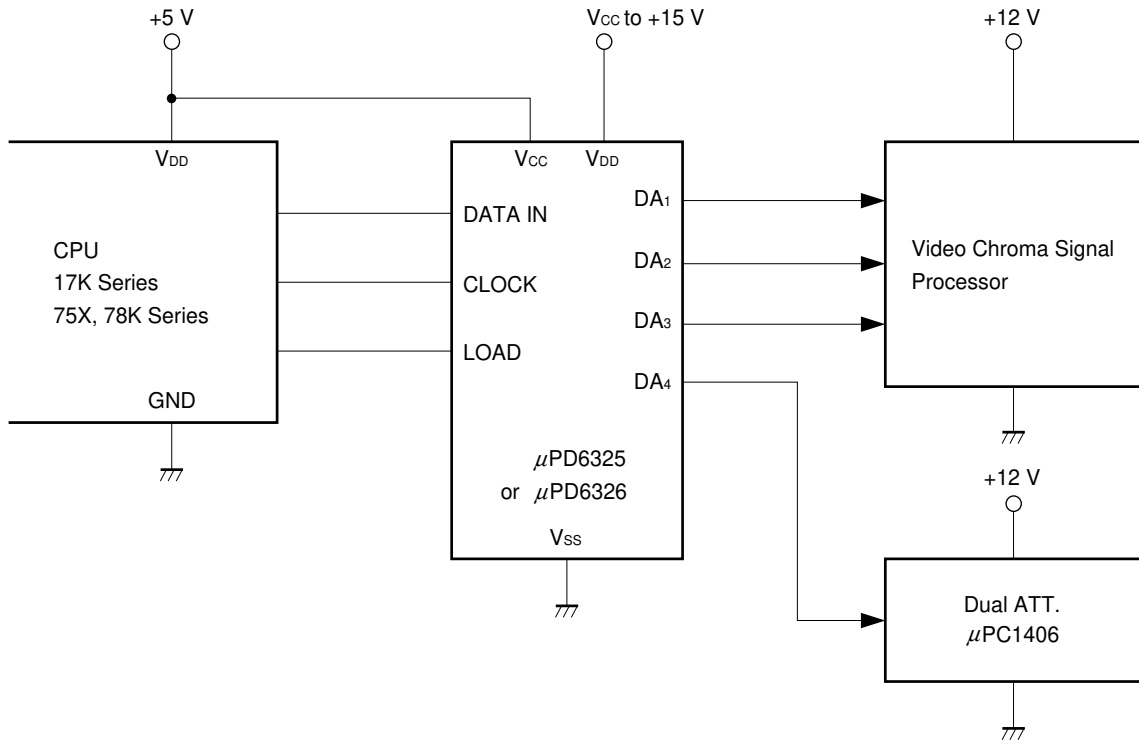 +5 V
VCC to +15 V
+12 V
VDD
VCC
VDD
DATA IN
CLOCK
LOAD
DA1
DA2
DA3
DA4
CPU
17K Series
75X, 78K Series
GND
Video Chroma Signal
Processor
μPD6325
or μPD6326
VSS
+12 V
Dual ATT.
μPC1406